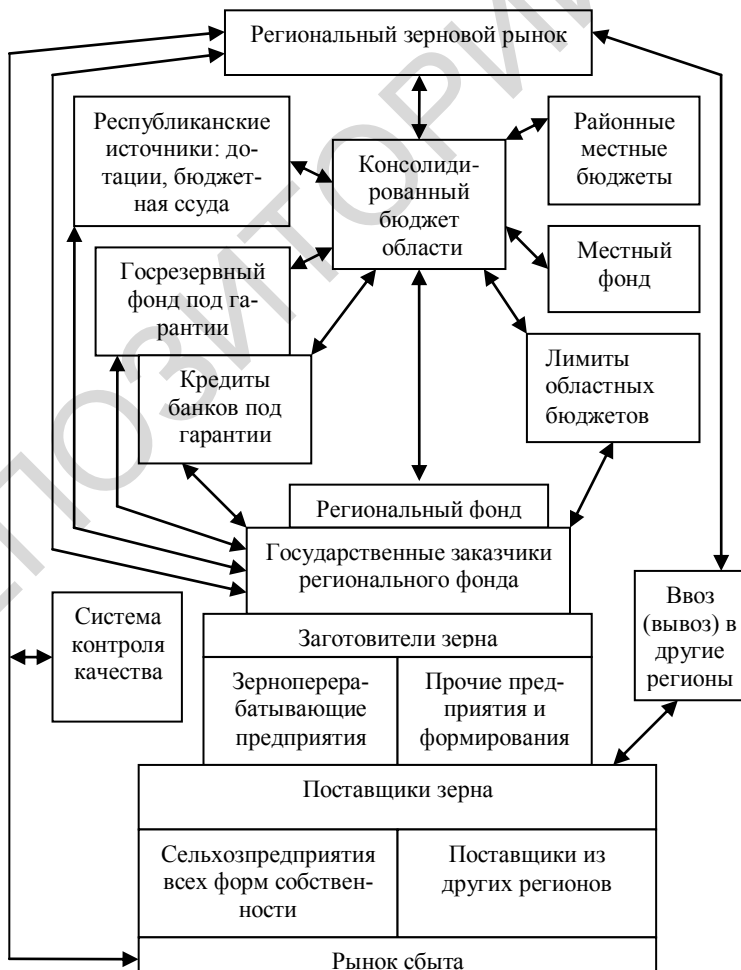 Региональный зерновой рынок
Республиканские
источники: до-
тации, бюджет-
ная ссуда
Консолиди-
рованный
бюджет
области
Районные
местные
бюджеты
Госрезервный
фонд под га-
рантии
Местный
фонд
Кредиты
банков под
гарантии
Лимиты
областных
бюджетов
Региональный фонд
Государственные заказчики
регионального фонда
Система
контроля
качества
Заготовители зерна
Ввоз
(вывоз) в
другие
регионы
Зерноперера-
батывающие
предприятия
Прочие пред-
приятия и
формирования
Поставщики зерна
Сельхозпредприятия
всех форм собствен-
ности
Поставщики из
других регионов
Рынок сбыта
ЕПОЗИТОРИ